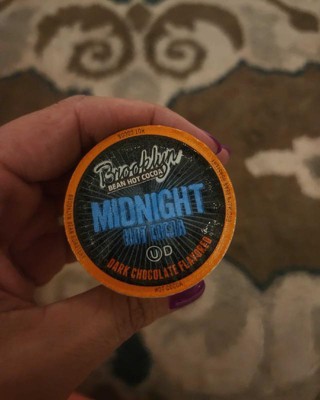 Brooklyn
BEAN HOT COCOA
MIDNIGHT
HOT COCOA
U D
DARK CHOCOLATE FLAVORED